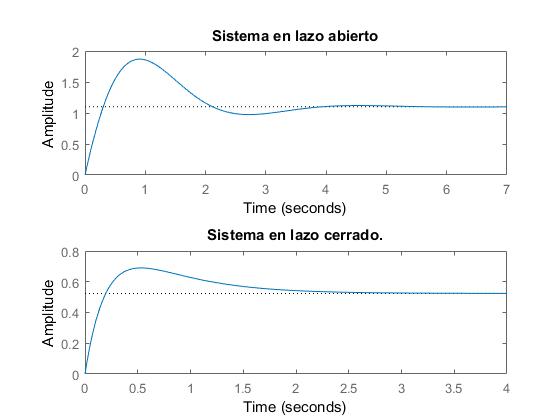 Sistema en lazo abierto
2
1.5
1
0.5
0
Amplitude
0 1 2 3 4 5 6 7
Time (seconds)
Sistema en lazo cerrado.
0.8
0.6
0.4
0.2
0
Amplitude
0 0.5 1 1.5 2 2.5 3 3.5 4
Time (seconds)